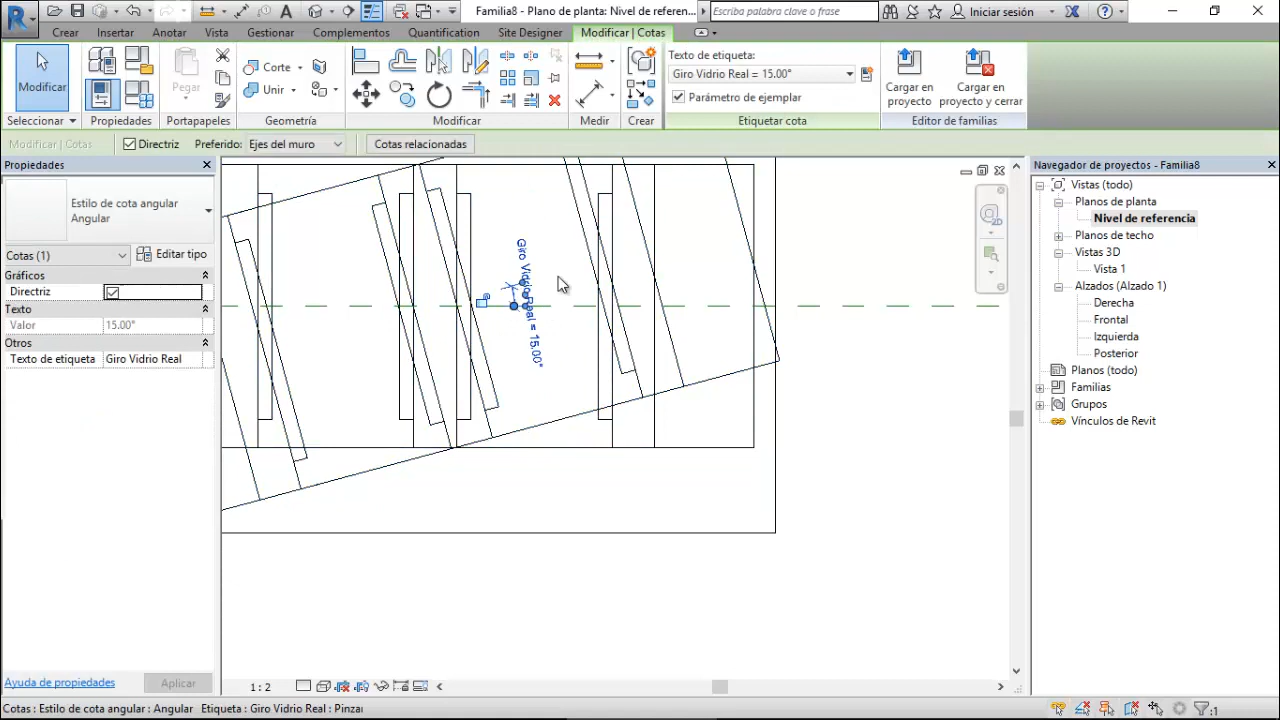 Familia8 - Plano de planta: Nivel de referen...
Escriba palabra clave o frase
Iniciar sesión
Crear
Insertar
Anotar
Vista
Gestionar
Complementos
Quantification
Site Designer
Modificar | Cotas
Modificar
Pegar
Corte
Unir
Texto de etiqueta:
Giro Vidrio Real = 15.00°
Parámetro de ejemplar
Cargar en
proyecto
Cargar en
proyecto y cerrar
Seleccionar
Propiedades
Portapapeles
Geometría
Modificar
Medir
Crear
Etiquetar cota
Editor de familias
Modificar | Cotas
Directriz
Preferido:
Ejes del muro
Cotas relacionadas
Propiedades
Estilo de cota angular
Angular
Cotas (1)
Editar tipo
Gráficos
Directriz
Texto
Valor
15.00°
Otros
Texto de etiqueta
Giro Vidrio Real
Ayuda de propiedades
Aplicar
Giro Vidrio Real = 15.00°
Navegador de proyectos - Familia8
Vistas (todo)
Planos de planta
Nivel de referencia
Planos de techo
Vistas 3D
Vista 1
Alzados (Alzado 1)
Derecha
Frontal
Izquierda
Posterior
Planos (todo)
Familias
Grupos
Vínculos de Revit
1 : 2
Cotas : Estilo de cota angular : Angular
Etiqueta : Giro Vidrio Real : Pinzar
:1